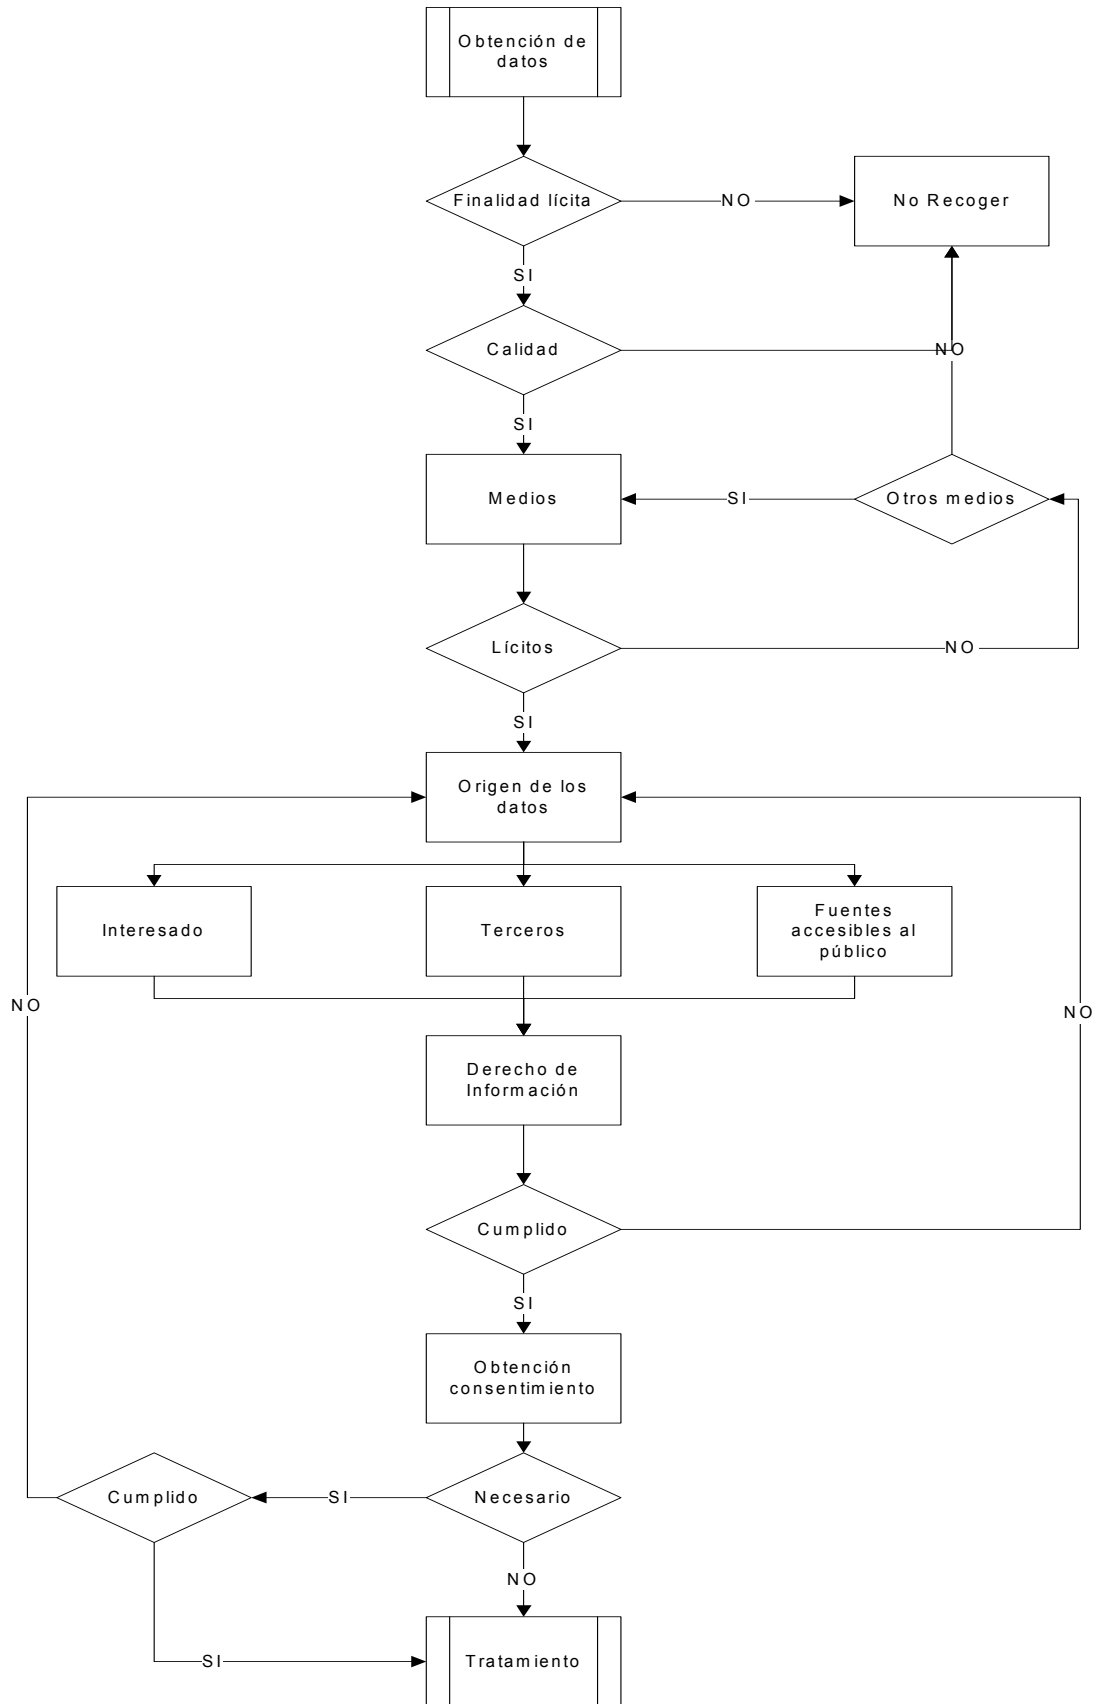 Obtención de
datos
Finalidad lícita
NO
No Recoger
SI
Calidad
NO
SI
Medios
SI
Otros medios
Lícitos
NO
SI
Origen de los
datos
Interesado
Terceros
Fuentes
accesibles al
público
NO
NO
Derecho de
Información
Cumplido
SI
Obtención
consentimiento
Cumplido
SI
Necesario
NO
SI
Tratamiento